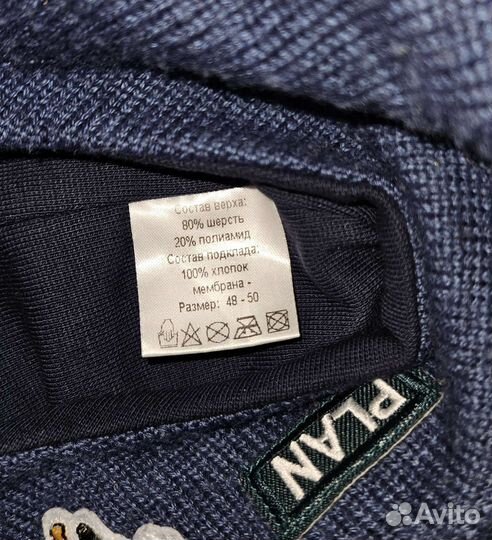 Состав верха:
80% шерсть
20% полиамид
Состав подклада:
100% хлопок
мембрана -
Размер: 48 - 50
PLAN
Avito